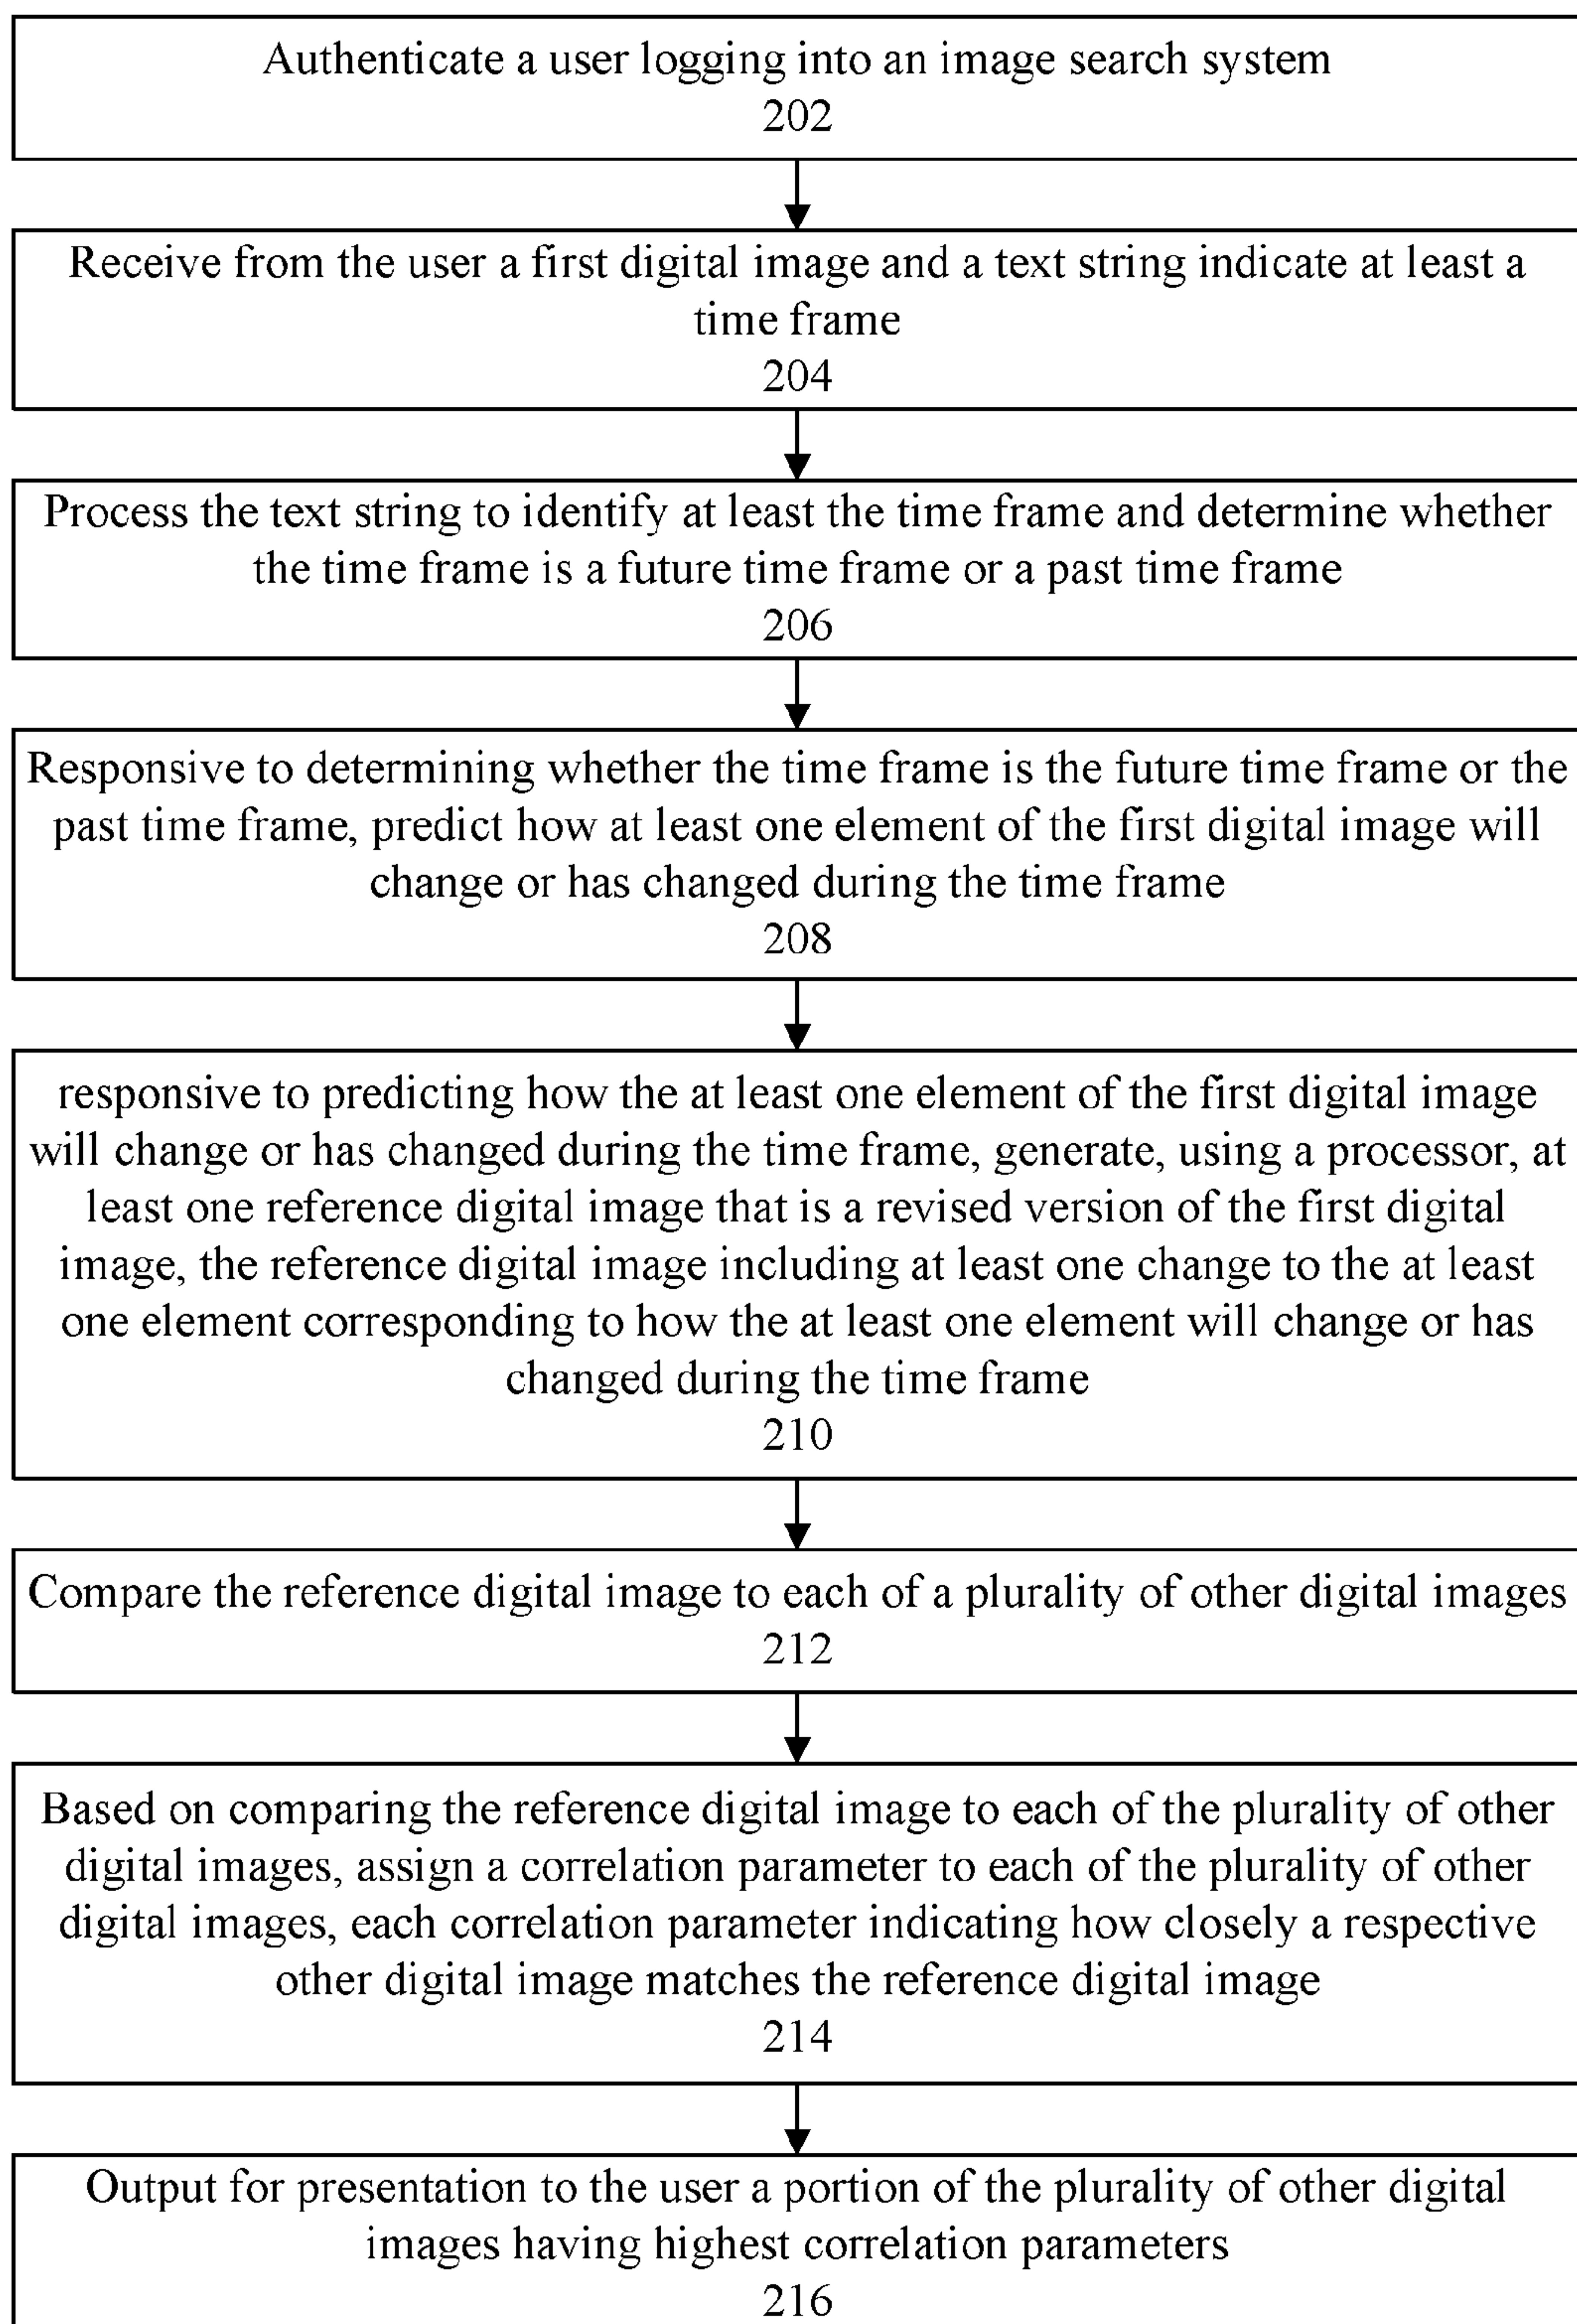 Authenticate a user logging into an image search system
202
Receive from the user a first digital image and a text string indicate at least a
time frame
204
Process the text string to identify at least the time frame and determine whether
the time frame is a future time frame or a past time frame
206
Responsive to determining whether the time frame is the future time frame or the
past time frame, predict how at least one element of the first digital image will
change or has changed during the time frame
208
responsive to predicting how the at least one element of the first digital image
will change or has changed during the time frame, generate, using a processor, at
least one reference digital image that is a revised version of the first digital
image, the reference digital image including at least one change to the at least
one element corresponding to how the at least one element will change or has
changed during the time frame
210
Compare the reference digital image to each of a plurality of other digital images
212
Based on comparing the reference digital image to each of the plurality of other
digital images, assign a correlation parameter to each of the plurality of other
digital images, each correlation parameter indicating how closely a respective
other digital image matches the reference digital image
214
Output for presentation to the user a portion of the plurality of other digital
images having highest correlation parameters
216